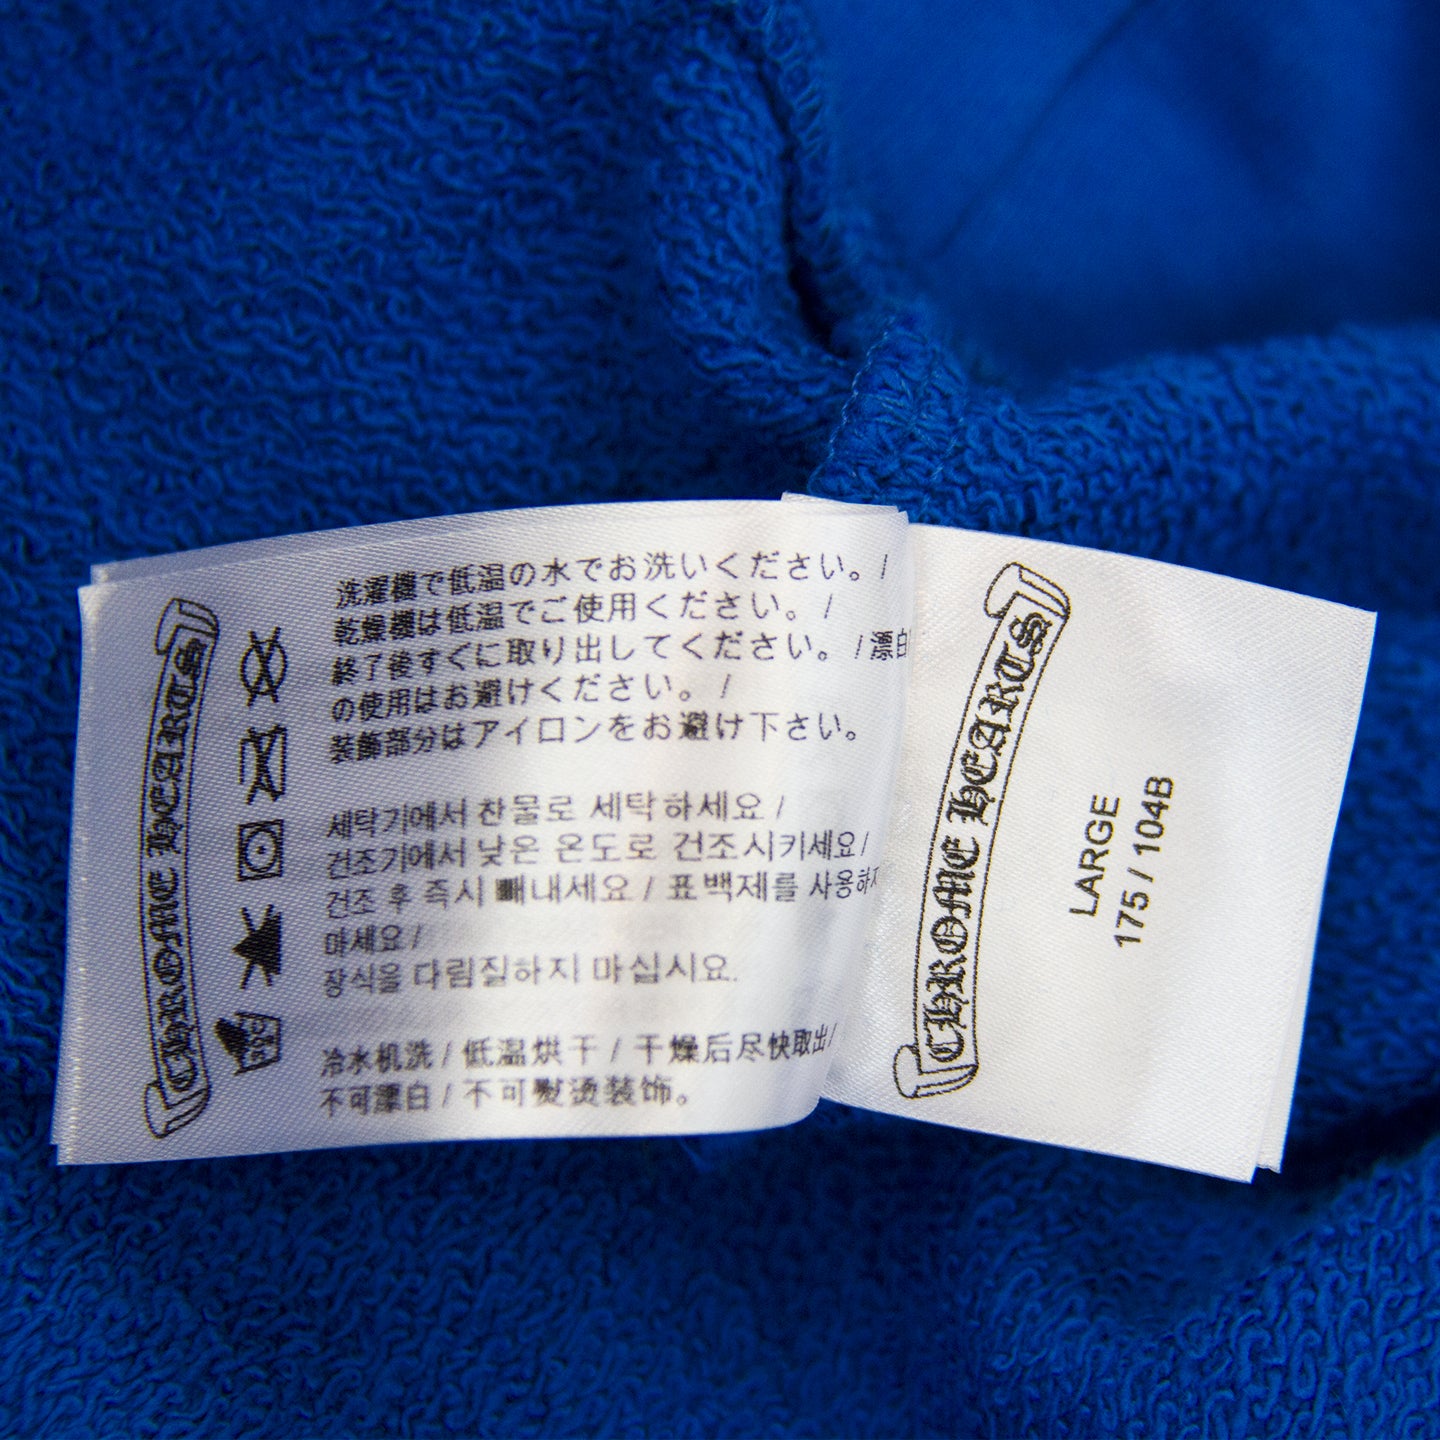 CHROME HEARTS
洗濯機で低温の水でお洗いください。/
乾燥機は低温でご使用ください。/
終了後すぐに取り出してください。/漂白
の使用はお避けください。/
装飾部分はアイロンをお避け下さい。
세탁기에서 찬물로 세탁하세요 /
건조기에서 낮은 온도로 건조시키세요 /
건조 후 즉시 빼내세요 / 표백제를 사용하지
마세요 /
장식을 다림질하지 마십시요.
冷水机洗 / 低温烘干 / 干燥后尽快取出/
不可漂白 / 不可熨烫装饰。
CHROME HEARTS
LARGE
175 / 104B